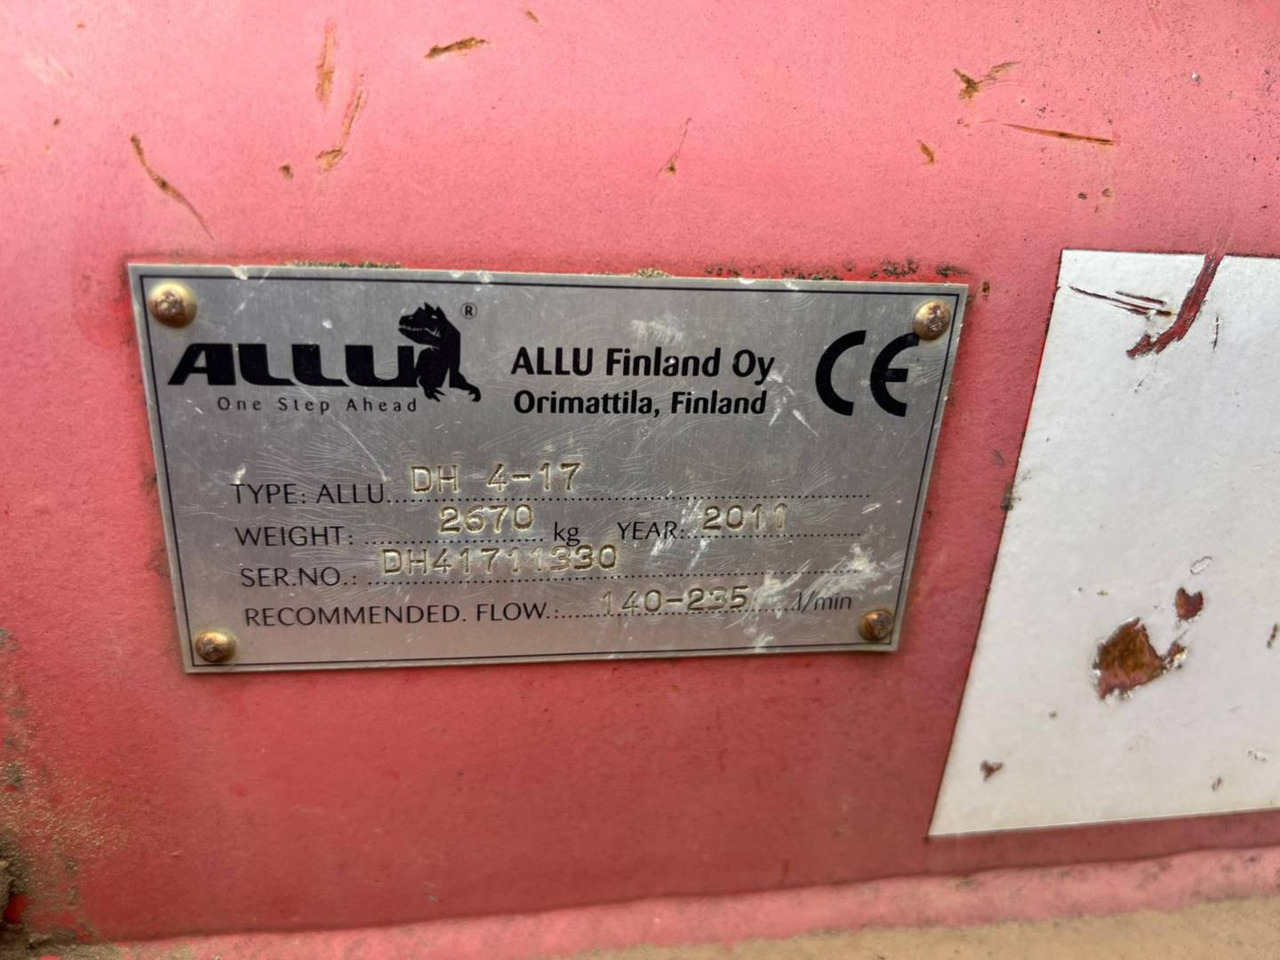 ALLU ®
One Step Ahead
ALLU Finland Oy
Orimattila, Finland
CE
TYPE: ALLU DH 4-17
WEIGHT: 2670 kg YEAR: 2011
SER.NO.: DH41711330
RECOMMENDED. FLOW.: 140-235 l/min